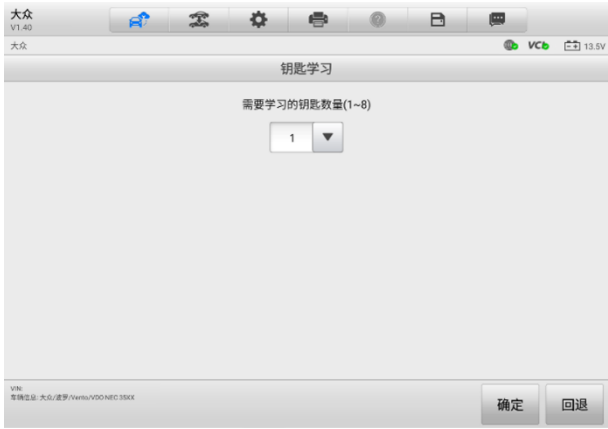 大众
V1.40
大众
VCI
13.5V
钥匙学习
需要学习的钥匙数量(1~8)
1
VIN:
车辆信息: 大众/波罗/Vento/VDO NEC 35XX
确定
回退